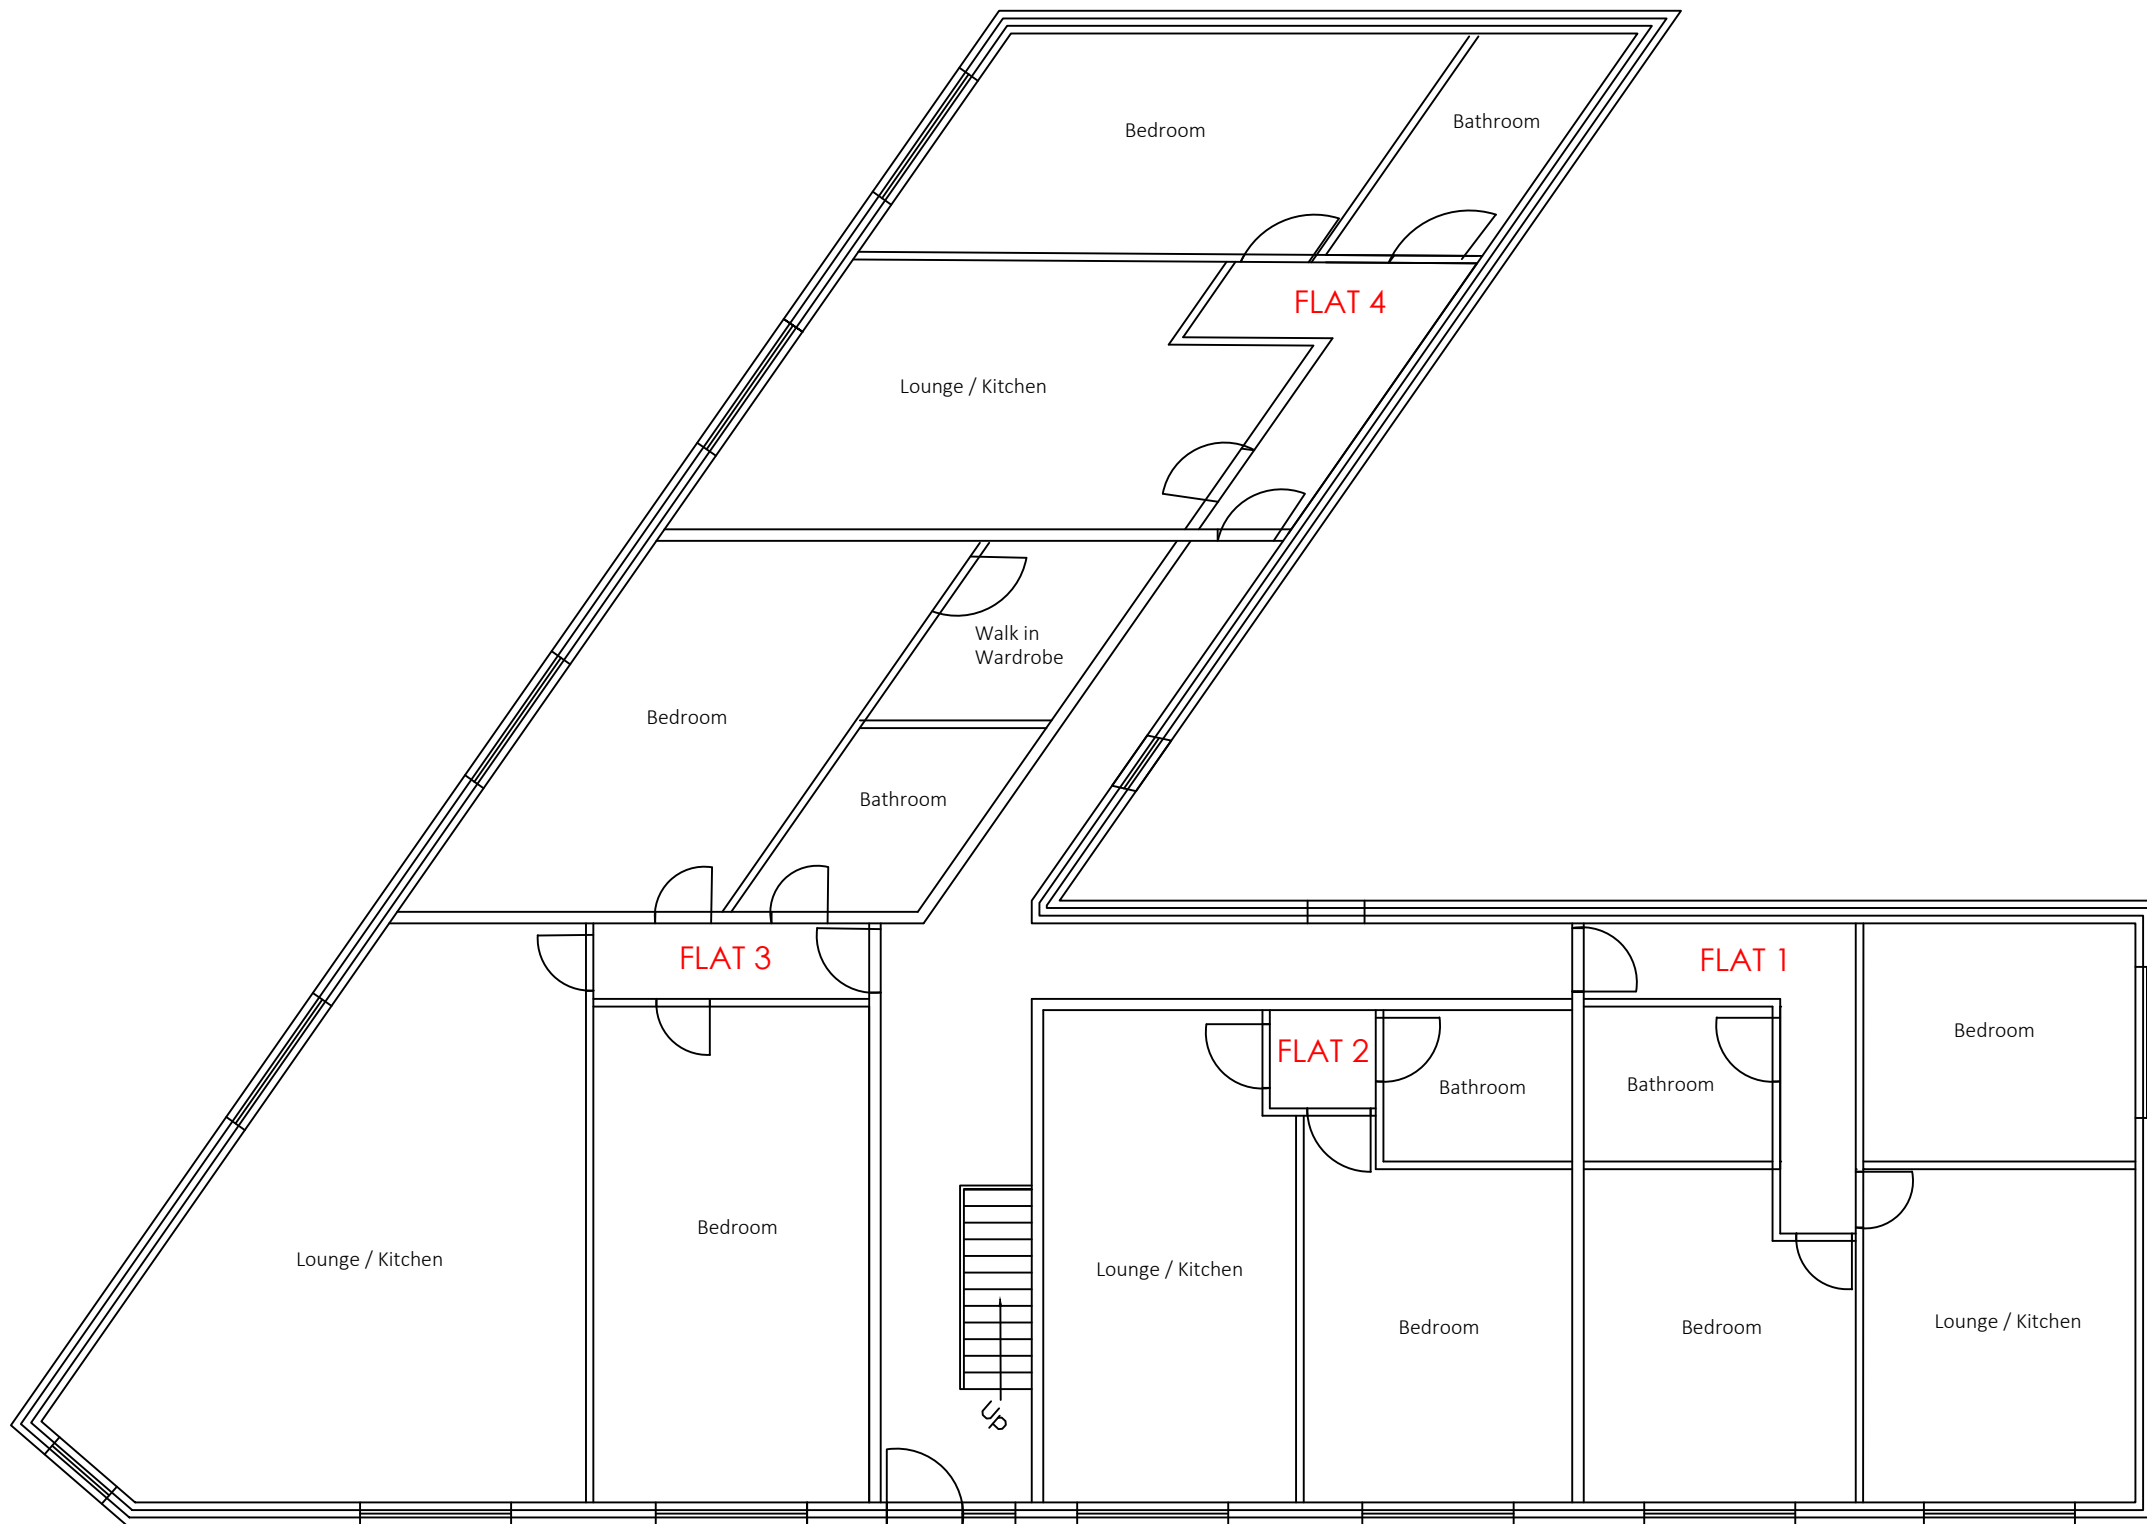 Bedroom
Bathroom
FLAT 4
Lounge / Kitchen
Walk in
Wardrobe
Bedroom
Bathroom
FLAT 3
FLAT 1
Bedroom
FLAT 2
Bathroom
Bathroom
Bedroom
Lounge / Kitchen
Lounge / Kitchen
Bedroom
Bedroom
Lounge / Kitchen
UP